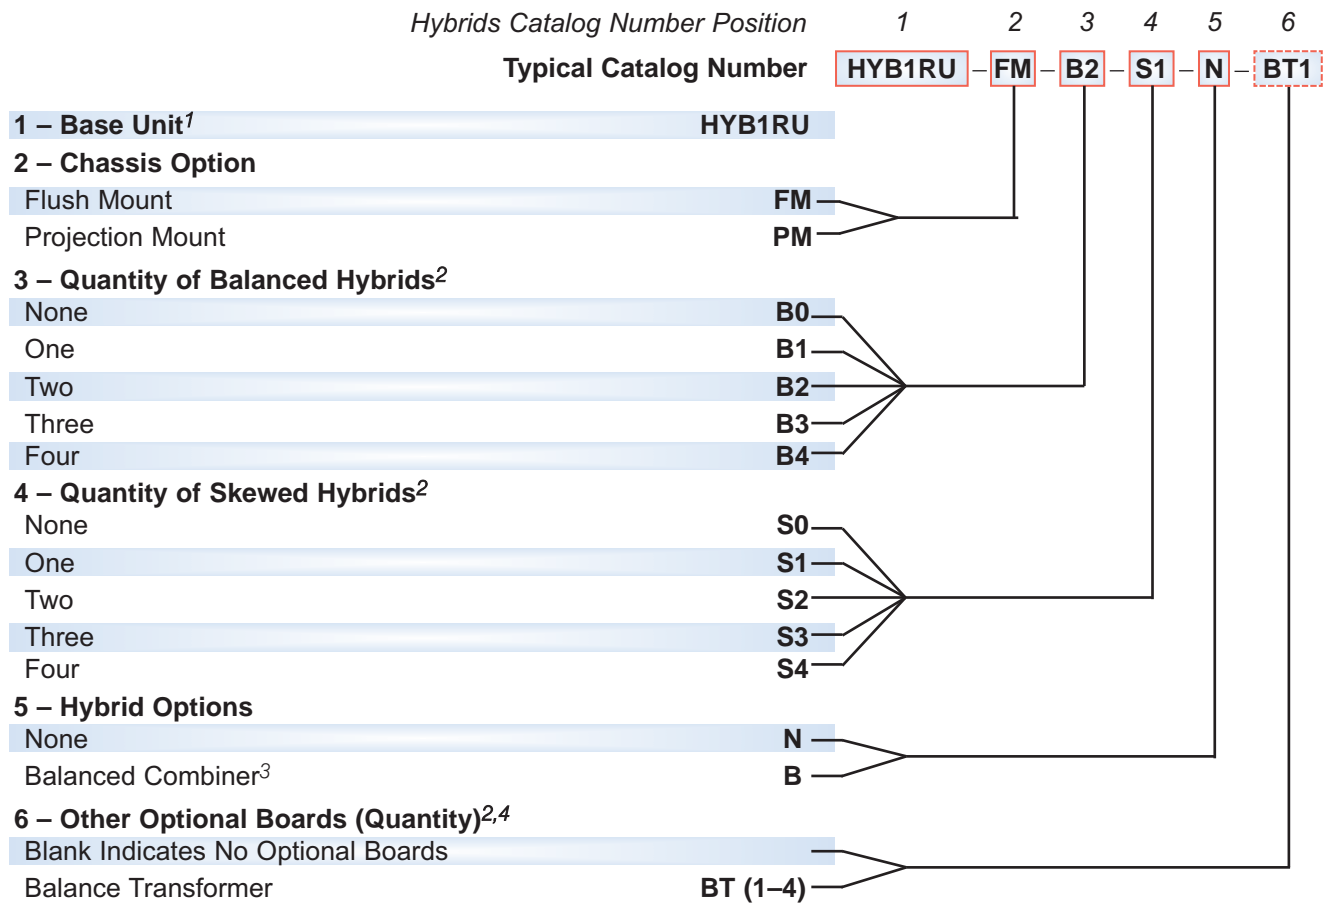 Hybrids Catalog Number Position 1 2 3 4 5 6
Typical Catalog Number HYB1RU – FM – B2 – S1 – N – BT1
1 – Base Unit1 HYB1RU
2 – Chassis Option
Flush Mount FM
Projection Mount PM
3 – Quantity of Balanced Hybrids2
None B0
One B1
Two B2
Three B3
Four B4
4 – Quantity of Skewed Hybrids2
None S0
One S1
Two S2
Three S3
Four S4
5 – Hybrid Options
None N
Balanced Combiner3 B
6 – Other Optional Boards (Quantity)2,4
Blank Indicates No Optional Boards
Balance Transformer BT (1–4)